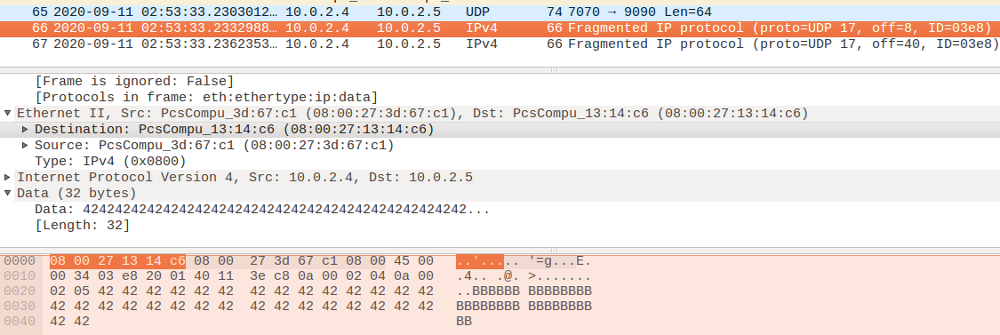 65 2020-09-11 02:53:33.2303012… 10.0.2.4 10.0.2.5 UDP 74 7070 → 9090 Len=64
66 2020-09-11 02:53:33.2332988… 10.0.2.4 10.0.2.5 IPv4 66 Fragmented IP protocol (proto=UDP 17, off=8, ID=03e8)
67 2020-09-11 02:53:33.2362353… 10.0.2.4 10.0.2.5 IPv4 66 Fragmented IP protocol (proto=UDP 17, off=40, ID=03e8)
[Frame is ignored: False]
[Protocols in frame: eth:ethertype:ip:data]
Ethernet II, Src: PcsCompu_3d:67:c1 (08:00:27:3d:67:c1), Dst: PcsCompu_13:14:c6 (08:00:27:13:14:c6)
Destination: PcsCompu_13:14:c6 (08:00:27:13:14:c6)
Source: PcsCompu_3d:67:c1 (08:00:27:3d:67:c1)
Type: IPv4 (0x0800)
Internet Protocol Version 4, Src: 10.0.2.4, Dst: 10.0.2.5
Data (32 bytes)
Data: 424242424242424242424242424242424242424242424242...
[Length: 32]
0000 08 00 27 13 14 c6 08 00 27 3d 67 c1 08 00 45 00 ..'..... '=g...E.
0010 00 34 03 e8 20 01 40 11 3e c8 0a 00 02 04 0a 00 .4.. .@. >.......
0020 02 05 42 42 42 42 42 42 42 42 42 42 42 42 42 42 ..BBBBBB BBBBBBBB
0030 42 42 42 42 42 42 42 42 42 42 42 42 42 42 42 42 BBBBBBBB BBBBBBBB
0040 42 42 BB